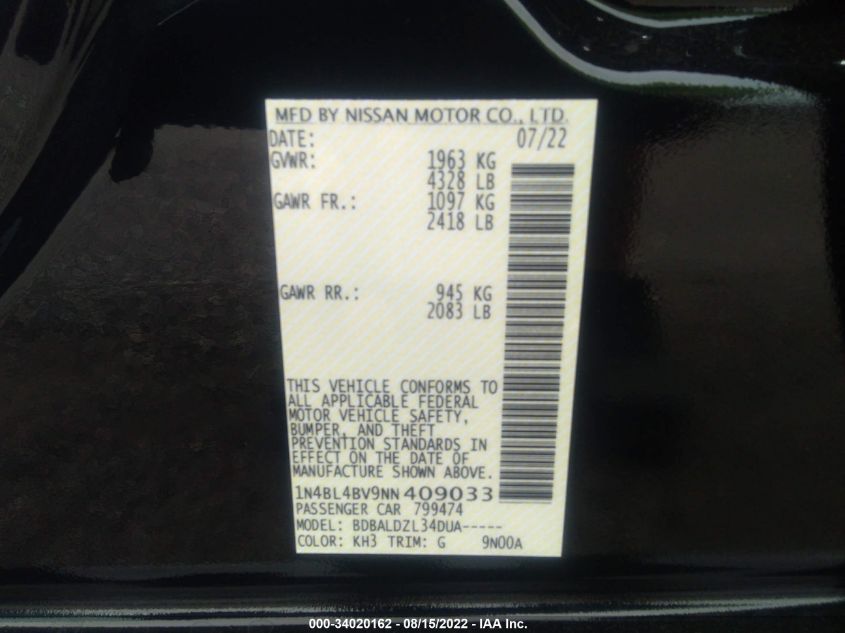 MFD BY NISSAN MOTOR CO., LTD.
DATE: 07/22
GVWR: 1963 KG
4328 LB
GAWR FR.: 1097 KG
2418 LB
GAWR RR.: 945 KG
2083 LB
THIS VEHICLE CONFORMS TO
ALL APPLICABLE FEDERAL
MOTOR VEHICLE SAFETY,
BUMPER, AND THEFT
PREVENTION STANDARDS IN
EFFECT ON THE DATE OF
MANUFACTURE SHOWN ABOVE.
1N4BL4BV9NN409033
PASSENGER CAR 799474
MODEL: BDBALDZL34DUA-----
COLOR: KH3 TRIM: G 9N00A
000-34020162 - 08/15/2022 - IAA Inc.